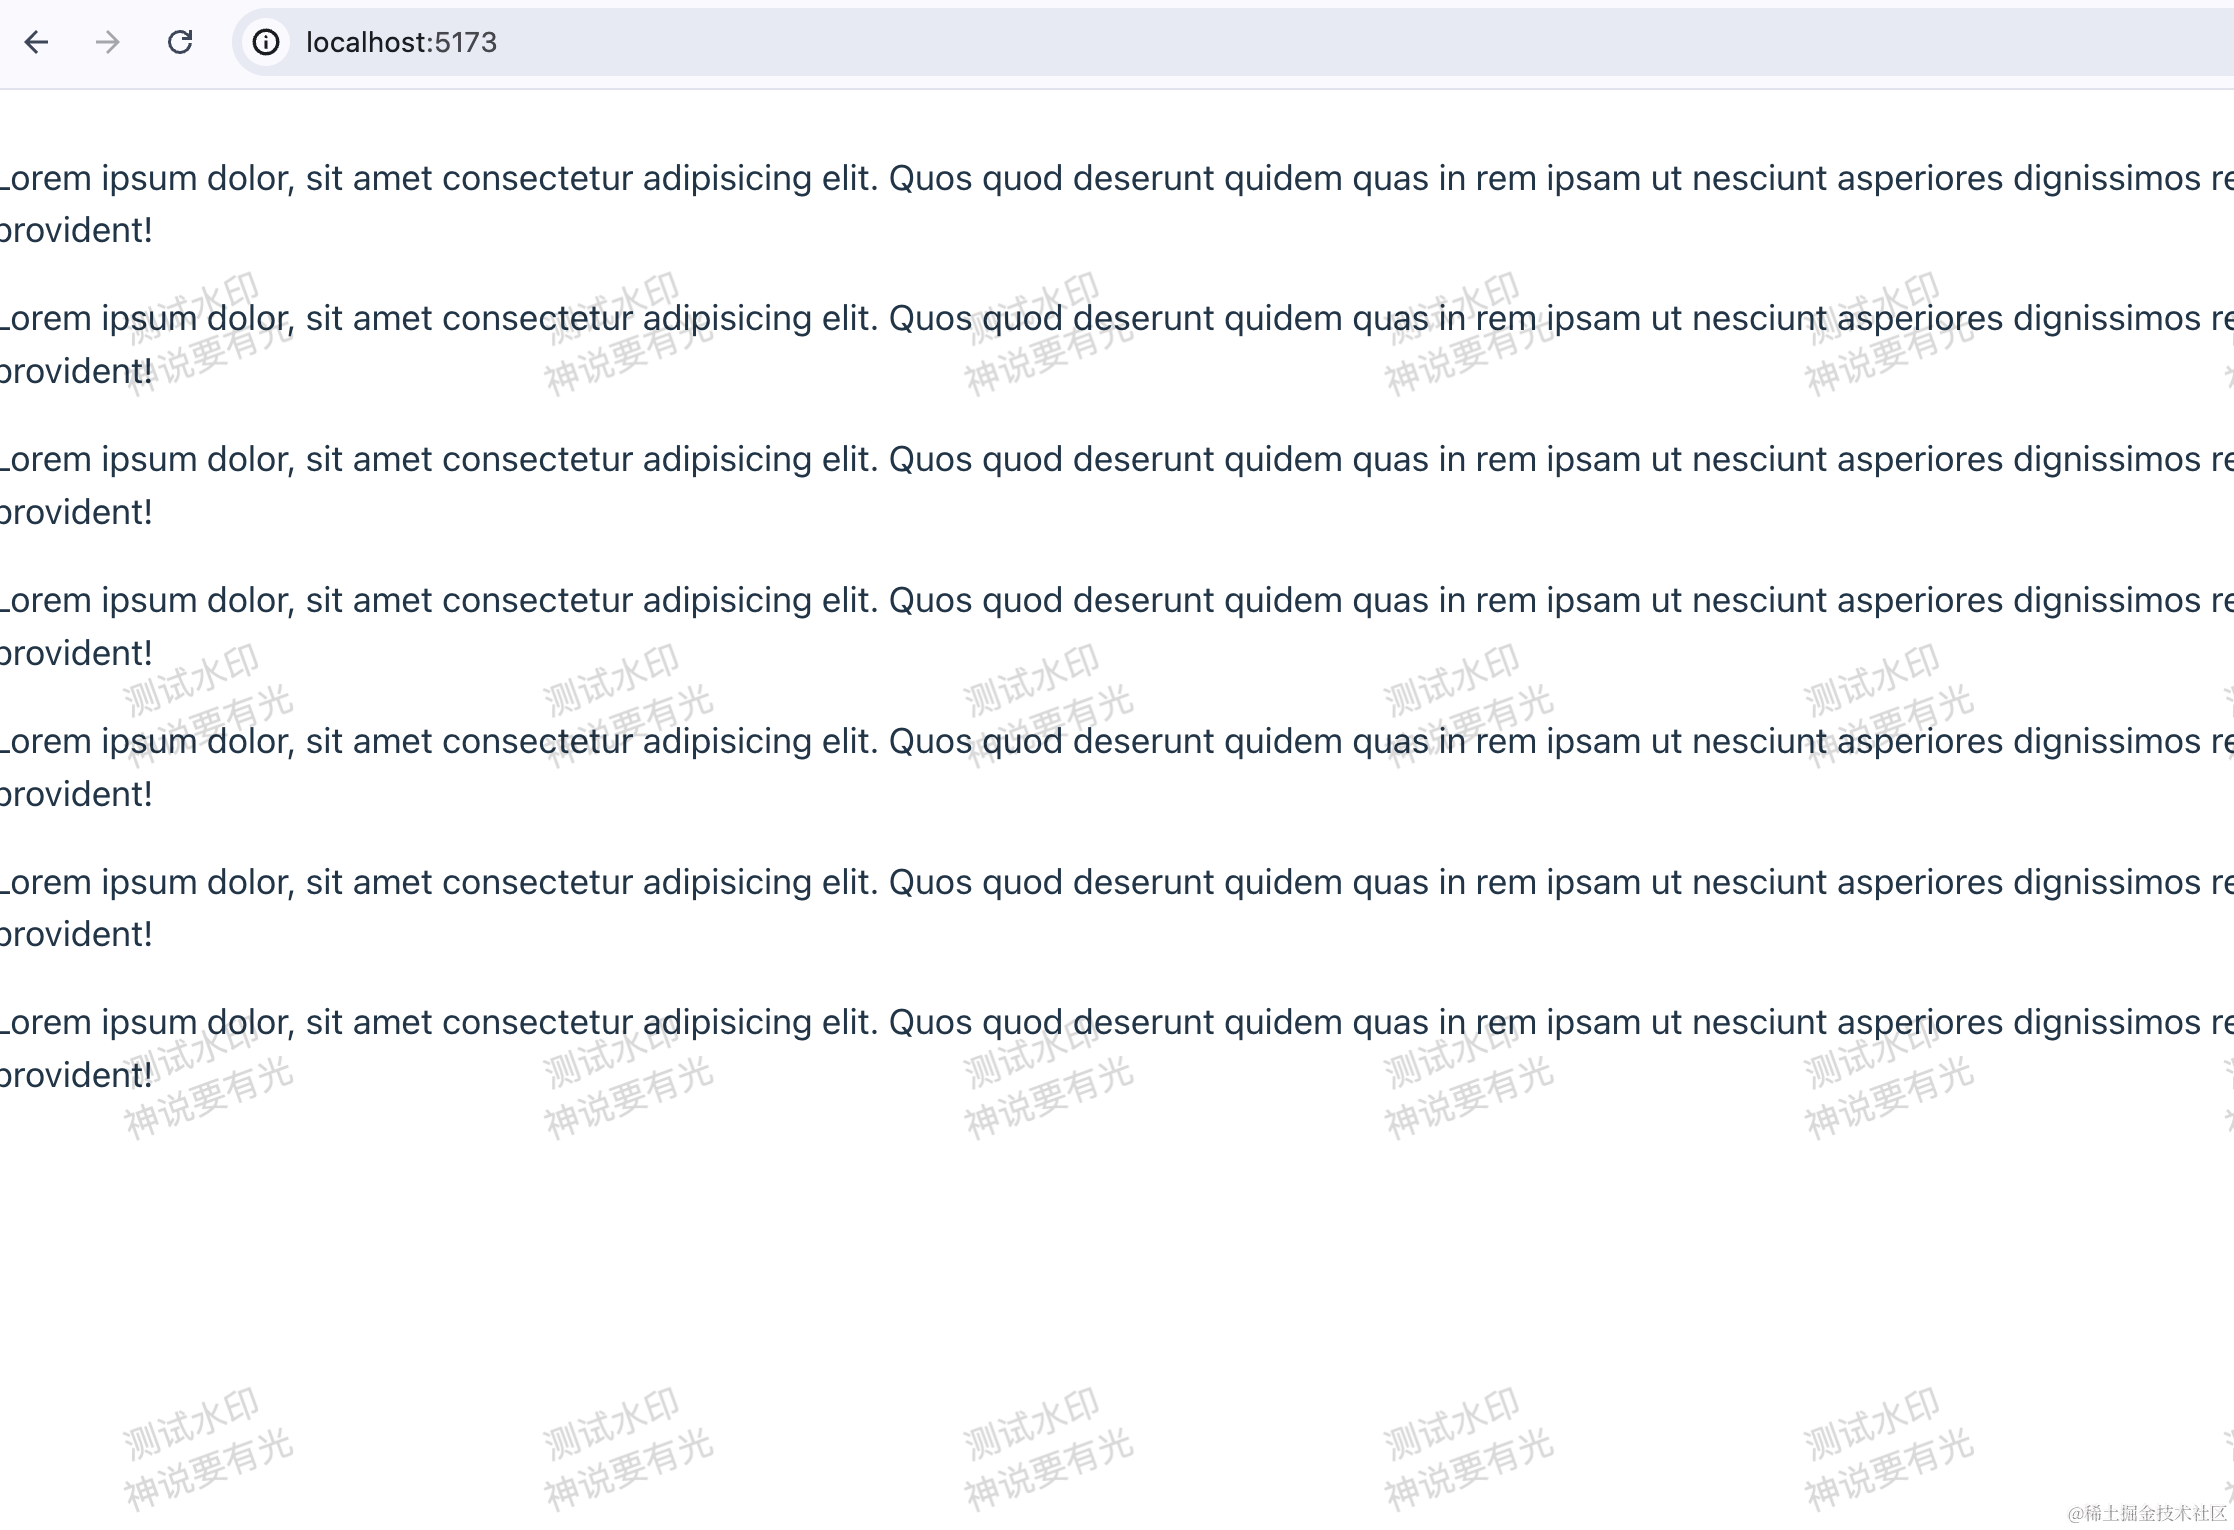 localhost:5173
Lorem ipsum dolor, sit amet consectetur adipisicing elit. Quos quod deserunt quidem quas in rem ipsam ut nesciunt asperiores dignissimos
provident!
测试水印 测试水印 测试水印 测试水印 测试水印
Lorem ipsum dolor, sit amet consectetur adipisicing elit. Quos quod deserunt quidem quas in rem ipsam ut nesciunt asperiores dignissimos
神说要有光 神说要有光 神说要有光 神说要有光 神说要有光
provident!
Lorem ipsum dolor, sit amet consectetur adipisicing elit. Quos quod deserunt quidem quas in rem ipsam ut nesciunt asperiores dignissimos
provident!
Lorem ipsum dolor, sit amet consectetur adipisicing elit. Quos quod deserunt quidem quas in rem ipsam ut nesciunt asperiores dignissimos
provident!
测试水印 测试水印 测试水印 测试水印 测试水印
神说要有光 神说要有光 神说要有光 神说要有光 神说要有光
Lorem ipsum dolor, sit amet consectetur adipisicing elit. Quos quod deserunt quidem quas in rem ipsam ut nesciunt asperiores dignissimos
provident!
Lorem ipsum dolor, sit amet consectetur adipisicing elit. Quos quod deserunt quidem quas in rem ipsam ut nesciunt asperiores dignissimos
provident!
Lorem ipsum dolor, sit amet consectetur adipisicing elit. Quos quod deserunt quidem quas in rem ipsam ut nesciunt asperiores dignissimos
测试水印 测试水印 测试水印 测试水印 测试水印
provident!
神说要有光 神说要有光 神说要有光 神说要有光 神说要有光
测试水印 测试水印 测试水印 测试水印 测试水印
神说要有光 神说要有光 神说要有光 神说要有光 神说要有光
@稀土掘金技术社区